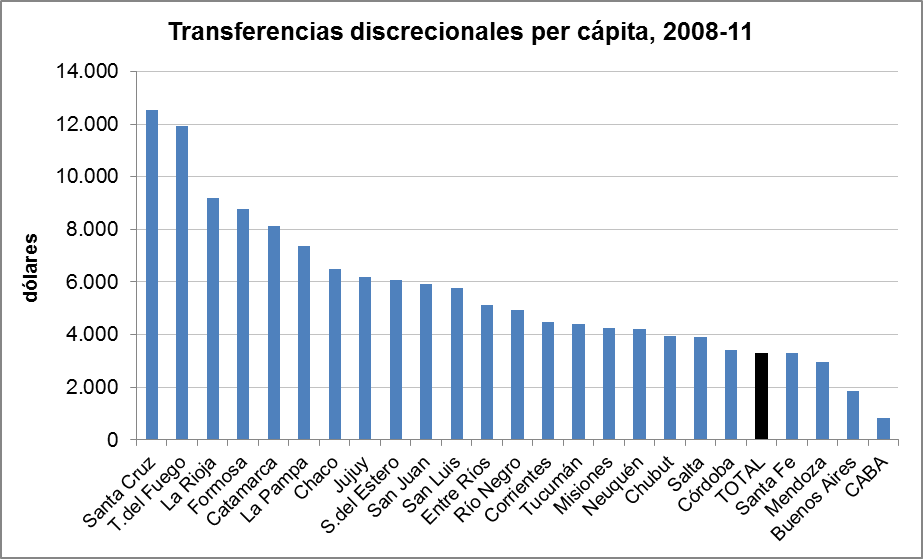 Transferencias discrecionales per cápita, 2008-11
dólares
14.000
12.000
10.000
8.000
6.000
4.000
2.000
0
Santa Cruz
T.del Fuego
La Rioja
Formosa
Catamarca
La Pampa
Chaco
Jujuy
S.del Estero
San Juan
San Luis
Entre Ríos
Río Negro
Corrientes
Tucumán
Misiones
Neuquén
Chubut
Salta
Córdoba
TOTAL
Santa Fe
Mendoza
Buenos Aires
CABA